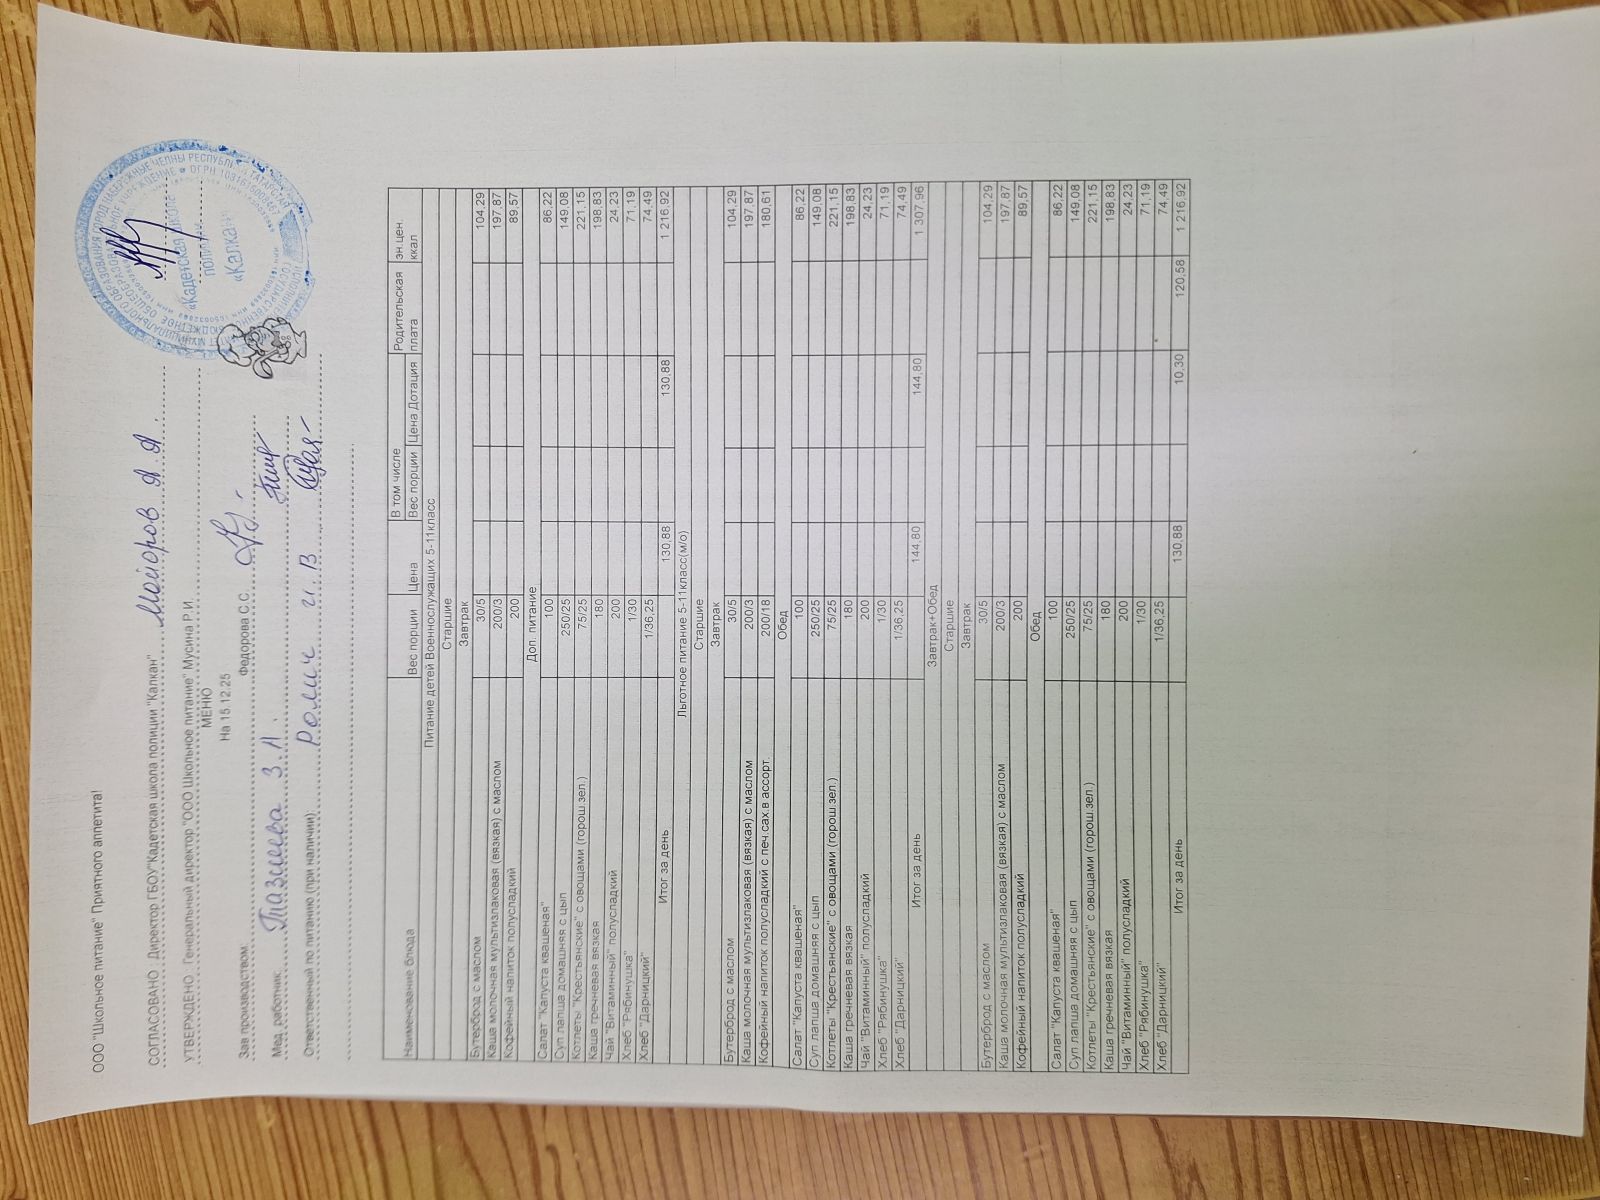 ООО "Школьное питание" Приятного аппетита!
СОГЛАСОВАНО Директор ГБОУ"Кадетская школа полиции "Калкан" Майоров А.А.
УТВЕРЖДЕНО Генеральный директор "ООО Школьное питание" Мусина Р.И.
МЕНЮ
На 15.12.25
Зав.производством. Федорова С.С.
Мед. работник.
Ответственный по питанию (при наличии)
«Кадетская школа полиции «Калкан»
Наименование блюда Вес порции Цена В том числе Родительская плата эн.цен. ккал
Вес порции Цена Дотация
Питание детей Военнослужащих 5-11класс
Старшие
Завтрак
Бутерброд с маслом 30/5 104,29
Каша молочная мультизлаковая (вязкая) с маслом 200/3 197,87
Кофейный напиток полусладкий 200 89,57
Доп. питание
Салат "Капуста квашеная" 100 86,22
Суп лапша домашняя с цып 250/25 149,08
Котлеты "Крестьянские" с овощами (горош.зел.) 75/25 221,15
Каша гречневая вязкая 180 198,83
Чай "Витаминный" полусладкий 200 24,23
Хлеб "Рябинушка" 1/30 71,19
Хлеб "Дарницкий" 1/36,25 74,49
Итог за день 130,88 130,88 1 216,92
Льготное питание 5-11класс(м/о)
Старшие
Завтрак
Бутерброд с маслом 30/5 104,29
Каша молочная мультизлаковая (вязкая) с маслом 200/3 197,87
Кофейный напиток полусладкий с печ.сах.в ассорт. 200/18 180,61
Обед
Салат "Капуста квашеная" 100 86,22
Суп лапша домашняя с цып 250/25 149,08
Котлеты "Крестьянские" с овощами (горош.зел.) 75/25 221,15
Каша гречневая вязкая 180 198,83
Чай "Витаминный" полусладкий 200 24,23
Хлеб "Рябинушка" 1/30 71,19
Хлеб "Дарницкий" 1/36,25 74,49
Итог за день 144,80 144,80 1 307,96
Завтрак+Обед
Старшие
Завтрак
Бутерброд с маслом 30/5 104,29
Каша молочная мультизлаковая (вязкая) с маслом 200/3 197,87
Кофейный напиток полусладкий 200 89,57
Обед
Салат "Капуста квашеная" 100 86,22
Суп лапша домашняя с цып 250/25 149,08
Котлеты "Крестьянские" с овощами (горош.зел.) 75/25 221,15
Каша гречневая вязкая 180 198,83
Чай "Витаминный" полусладкий 200 24,23
Хлеб "Рябинушка" 1/30 71,19
Хлеб "Дарницкий" 1/36,25 74,49
Итог за день 130,88 10,30 120,58 1 216,92